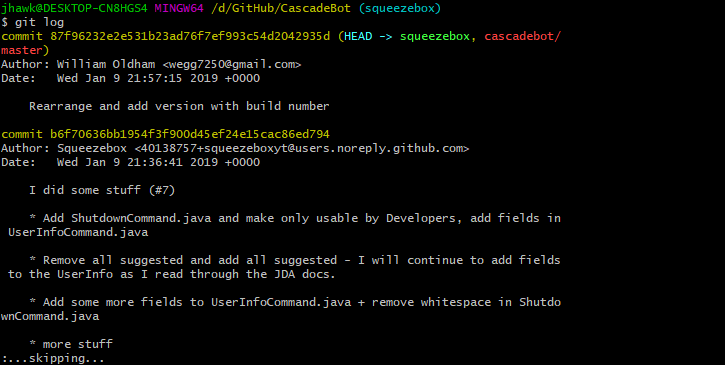 jhawk@DESKTOP-CN8HGS4 MINGW64 /d/GitHub/CascadeBot (squeezebox)
$ git log
commit 87f96232e2e531b23ad76f7ef993c54d2042935d (HEAD -> squeezebox, cascadebot/
master)
Author: William Oldham <wegg7250@gmail.com>
Date:   Wed Jan 9 21:57:15 2019 +0000

    Rearrange and add version with build number

commit b6f70636bb1954f3f900d45ef24e15cac86ed794
Author: Squeezebox <40138757+squeezeboxyt@users.noreply.github.com>
Date:   Wed Jan 9 21:36:41 2019 +0000

    I did some stuff (#7)

    * Add ShutdownCommand.java and make only usable by Developers, add fields in
 UserInfoCommand.java

    * Remove all suggested and add all suggested - I will continue to add fields
 to the UserInfo as I read through the JDA docs.

    * Add some more fields to UserInfoCommand.java + remove whitespace in Shutdo
wnCommand.java

    * more stuff
:...skipping...